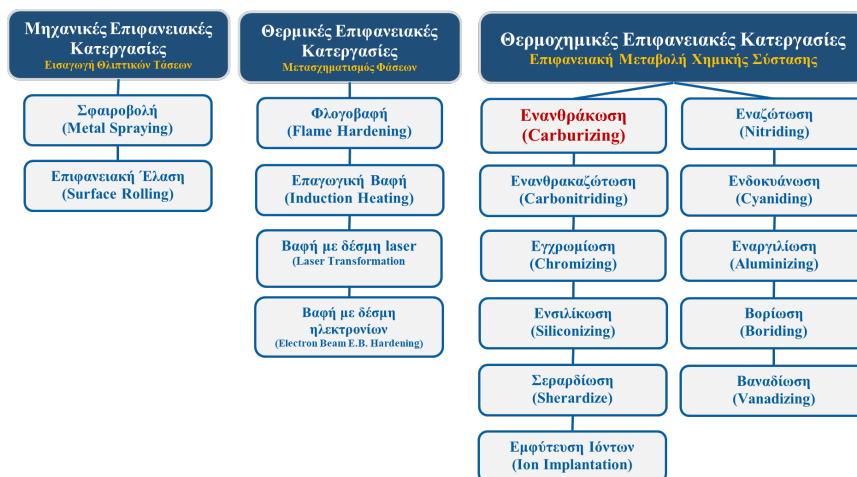 Μηχανικές Επιφανειακές
Κατεργασίες
Εισαγωγή Θλιπτικών Τάσεων
Σφαιροβολή
(Metal Spraying)
Επιφανειακή Έλαση
(Surface Rolling)
Θερμικές Επιφανειακές
Κατεργασίες
Μετασχηματισμός Φάσεων
Φλογοβαφή
(Flame Hardening)
Επαγωγική Βαφή
(Induction Heating)
Βαφή με δέσμη laser
(Laser Transformation
Βαφή με δέσμη
ηλεκτρονίων
(Electron Beam E.B. Hardening)
Θερμοχημικές Επιφανειακές Κατεργασίες
Επιφανειακή Μεταβολή Χημικής Σύστασης
Ενανθράκωση
(Carburizing)
Ενανθρακαζώτωση
(Carbonitriding)
Εγχρωμίωση
(Chromizing)
Ενσιλίκωση
(Siliconizing)
Σεραρδίωση
(Sherardize)
Εμφύτευση Ιόντων
(Ion Implantation)
Εναζώτωση
(Nitriding)
Ενδοκυάνωση
(Cyaniding)
Εναργιλίωση
(Aluminizing)
Βορίωση
(Boriding)
Βαναδίωση
(Vanadizing)